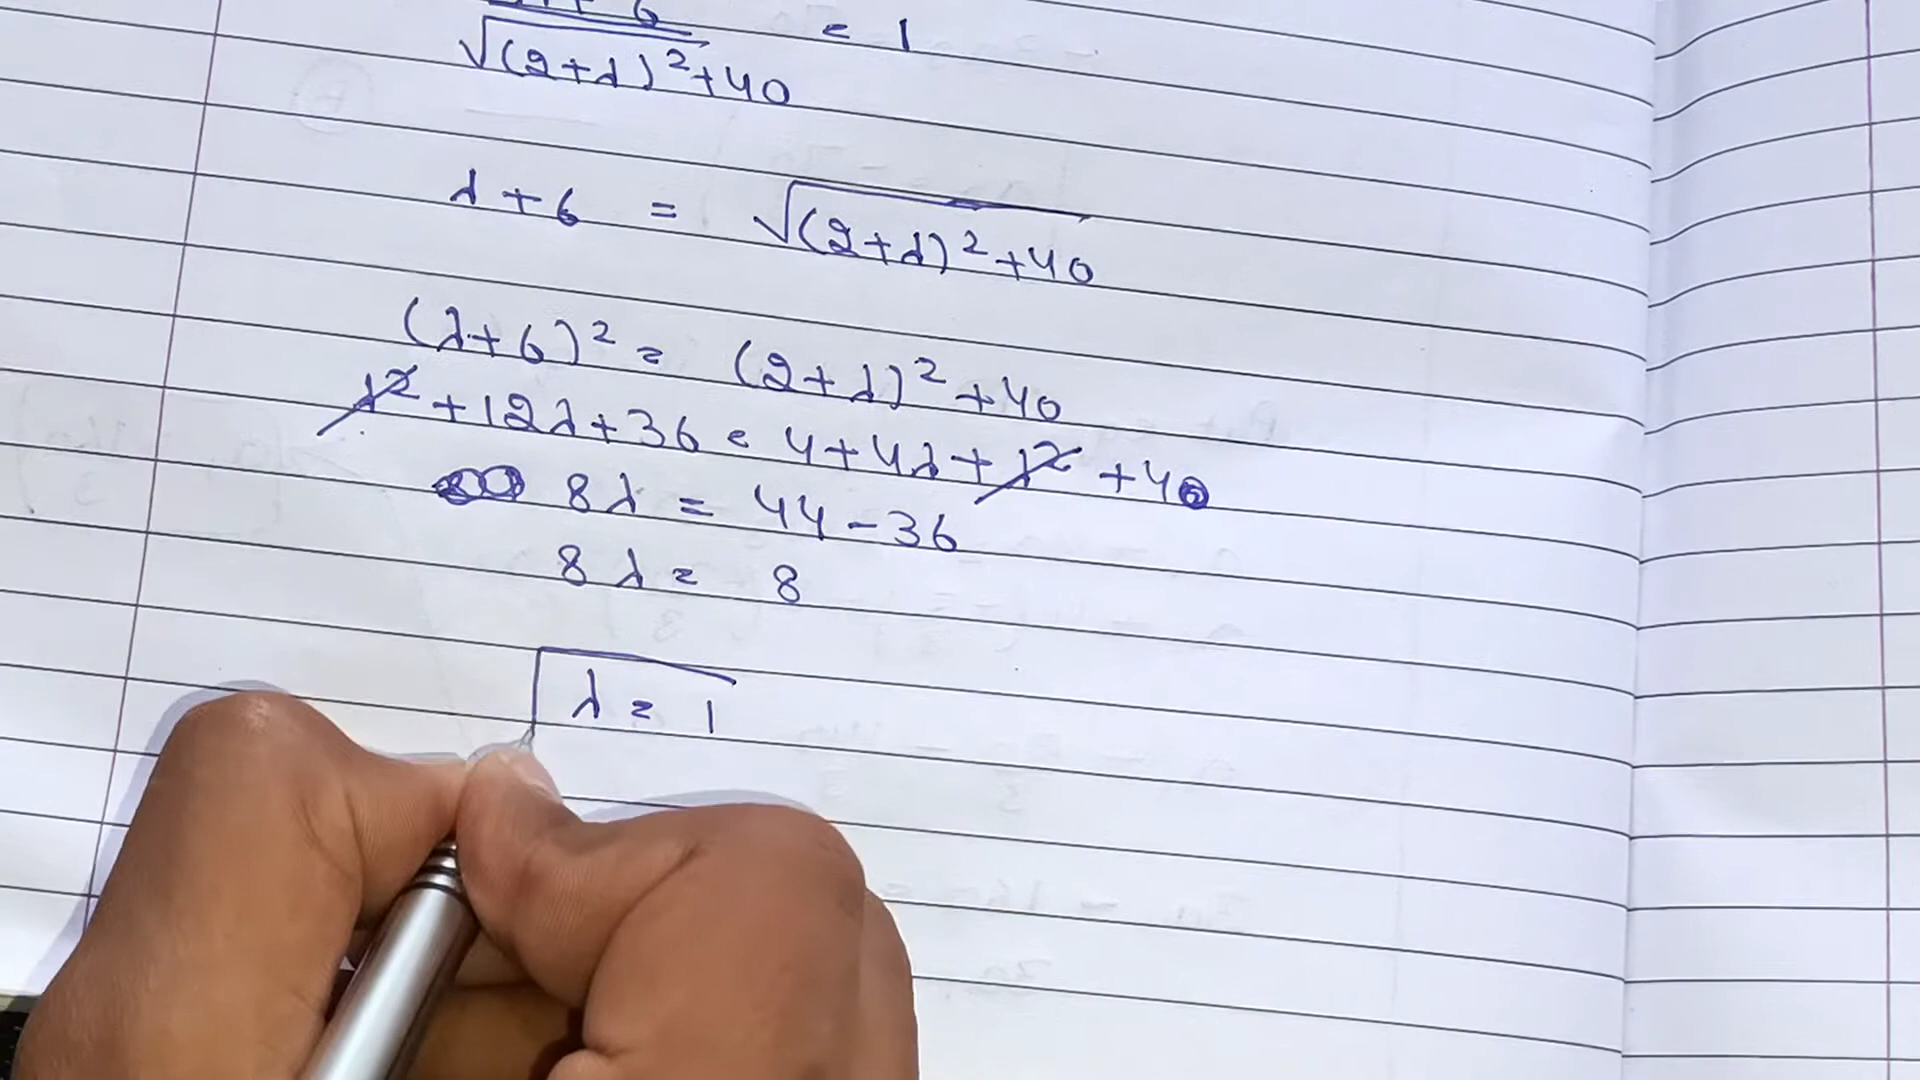 + 6
= 1
√(2+λ)²+40
λ+6 = √(2+λ)²+40
(λ+6)² = (2+λ)²+40
λ²+12λ+36 = 4+4λ+λ²+40
8λ = 44-36
8λ = 8
λ = 1